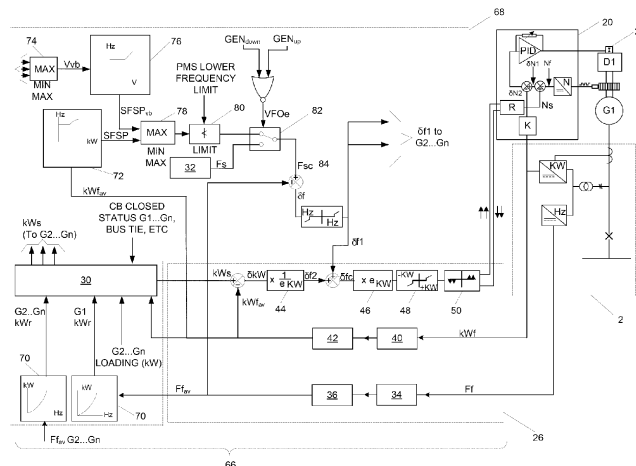 68
20
74
MAX
Vvb
MIN
MAX
Hz
V
76
GENdown
GENup
PMS LOWER
FREQUENCY
LIMIT
SFSPvb
78
80
VFOe
82
PID
δN1
Nf
δN2
N
Ns
D1
R
K
G1
kW
Hz
SFSP
MAX
MIN
MAX
LIMIT
32
Fs
Fsc
84
δf
δf1 to
G2...Gn
72
kWfav
KW
Hz
Hz
Hz
CB CLOSED
STATUS G1...Gn,
BUS TIE, ETC
kWs
(To G2...Gn)
δf1
30
kWs
δkW
x 1/e KW
δf2
δfc
x e KW
-KW
+KW
kWfav
44
46
48
50
2
G2...Gn
kWr
G1
kWr
G2...Gn
LOADING (kW)
42
40
kWf
70
kW
Hz
kW
Hz
70
Ffav
36
34
Ff
Ffav G2...Gn
26
66